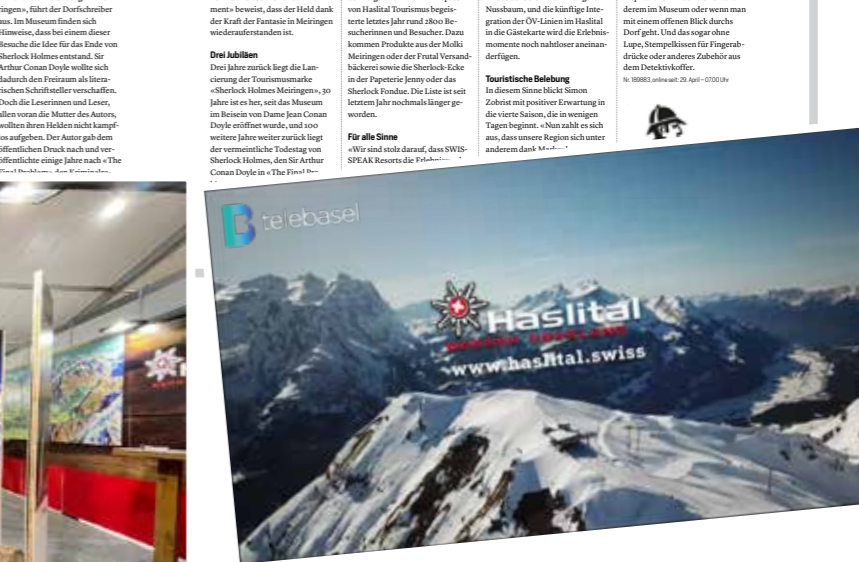 ringen», führt der Dorfschreiber
aus. Im Museum finden sich
Hinweise, dass bei einem dieser
Besuche die Idee für das Ende von
Sherlock Holmes entstand. Sir
Arthur Conan Doyle wollte sich
dadurch den Freiraum als litera-
rischen Schriftsteller verschaffen.
Doch die Leserinnen und Leser,
allen voran die Mutter des Autors,
wollten ihren Helden nicht kampf-
los aufgeben. Der Autor gab dem
öffentlichen Druck nach und ver-
öffentlichte einige Jahre nach «The
Final Problem» den Kriminalro-
ment» beweist, dass der Held dank
der Kraft der Fantasie in Meiringen
wiederauferstanden ist.
Drei Jubiläen
Drei Jahre zurück liegt die Lan-
cierung der Tourismusmarke
«Sherlock Holmes Meiringen», 30
Jahre ist es her, seit das Museum
im Beisein von Dame Jean Conan
Doyle eröffnet wurde, und 100
weitere Jahre weiter zurück liegt
der vermeintliche Todestag von
Sherlock Holmes, den Sir Arthur
Conan Doyle in «The Final Pro-
von Haslital Tourismus begeis-
terte letztes Jahr rund 2800 Be-
sucherinnen und Besucher. Dazu
kommen Produkte aus der Molki
Meiringen oder der Frutal Versand-
bäckerei sowie die Sherlock-Ecke
in der Papeterie Jenny oder das
Sherlock Fondue. Die Liste ist seit
letztem Jahr nochmals länger ge-
worden.
Für alle Sinne
«Wir sind stolz darauf, dass SWIS-
SPEAK Resorts die
Nussbaum, und die künftige Inte-
gration der ÖV-Linien im Haslital
in die Gästekarte wird die Erlebnis-
momente noch nahtloser aneinan-
derfügen.
Touristische Belebung
In diesem Sinne blickt Simon
Zobrist mit positiver Erwartung in
die vierte Saison, die in wenigen
Tagen beginnt. «Nun zahlt es sich
aus, dass unsere Region sich unter
anderem dank
derem im Museum oder wenn man
mit einem offenen Blick durchs
Dorf geht. Und das sogar ohne
Lupe, Stempelkissen für Fingerab-
drücke oder anderes Zubehör aus
dem Detektivkoffer.
Nr. 189883, online seit: 29. April – 07.00 Uhr
telebasel
Haslital
www.haslital.swiss